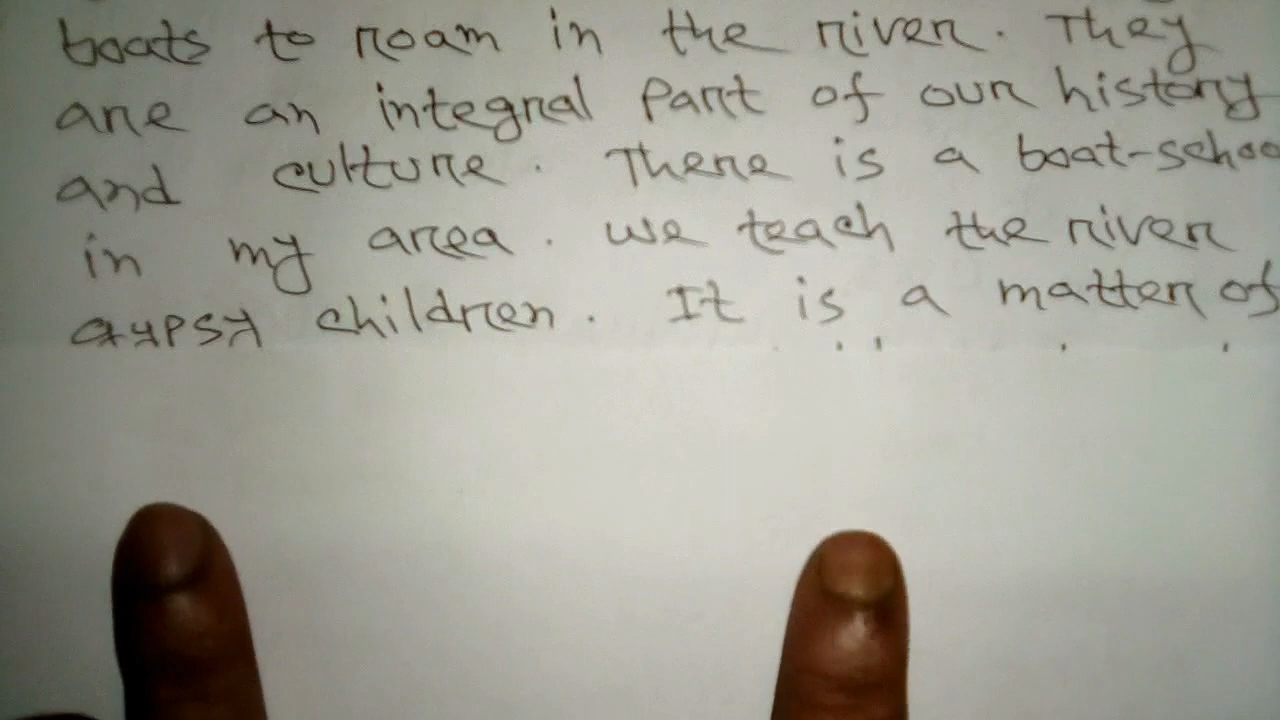 boats to roam in the river. They
are an integral part of our history
and culture. There is a boat-schoo
in my area. We teach the river
gypsy children. It is a matter of